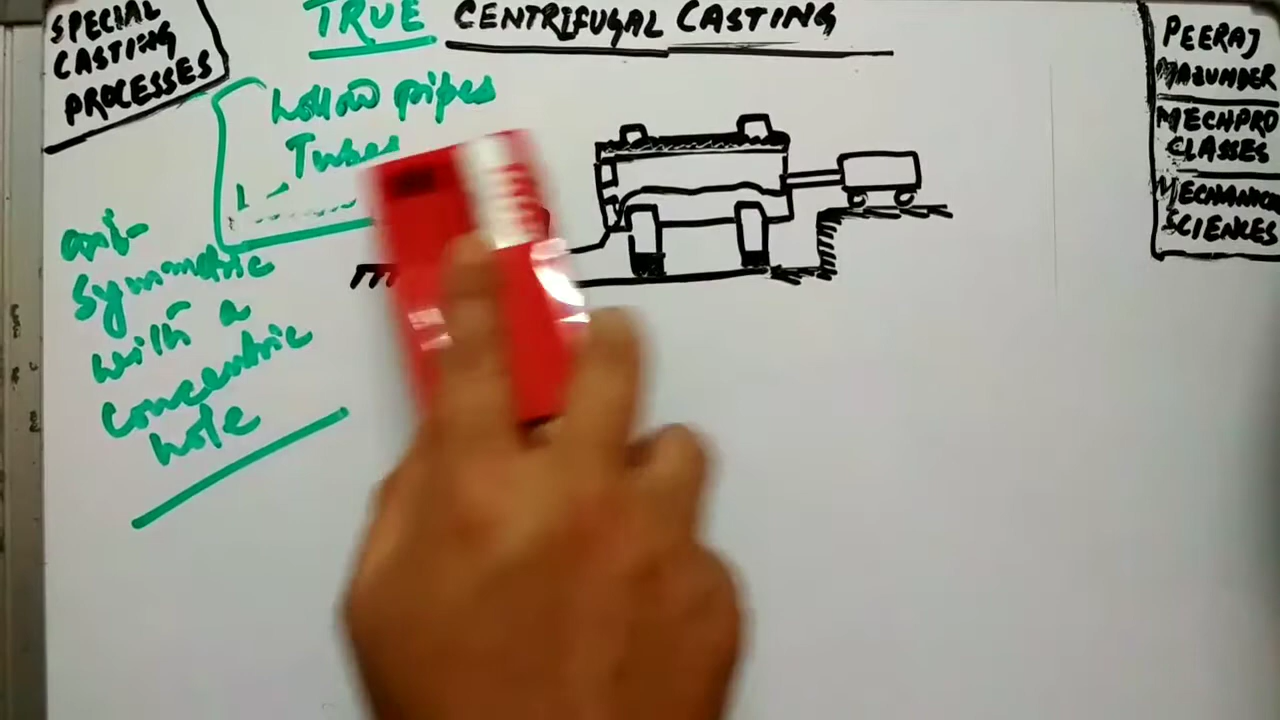 SPECIAL
CASTING
PROCESSES
TRUE CENTRIFUGAL CASTING
Hollow pipes
Tubes
axi-
symmetric
with a
concentric
hole
PEERAJ
MAZUMDER
MECHPRO
CLASSES
MECHANICA
SCIENCES